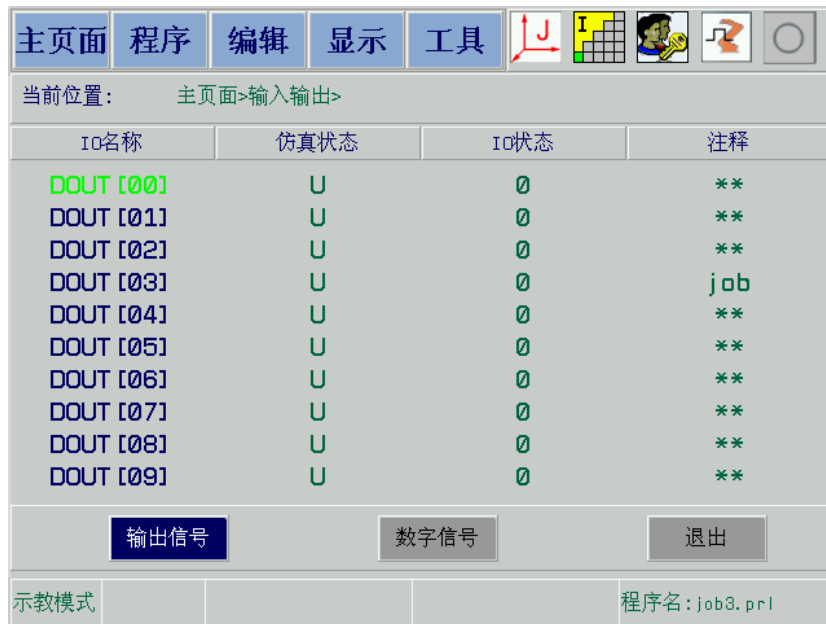 主页面 程序 编辑 显示 工具 J I
当前位置: 主页面>输入输出>
IO名称 仿真状态 IO状态 注释
DOUT [00] U 0 **
DOUT [01] U 0 **
DOUT [02] U 0 **
DOUT [03] U 0 job
DOUT [04] U 0 **
DOUT [05] U 0 **
DOUT [06] U 0 **
DOUT [07] U 0 **
DOUT [08] U 0 **
DOUT [09] U 0 **
输出信号 数字信号 退出
示教模式 程序名:job3.prl